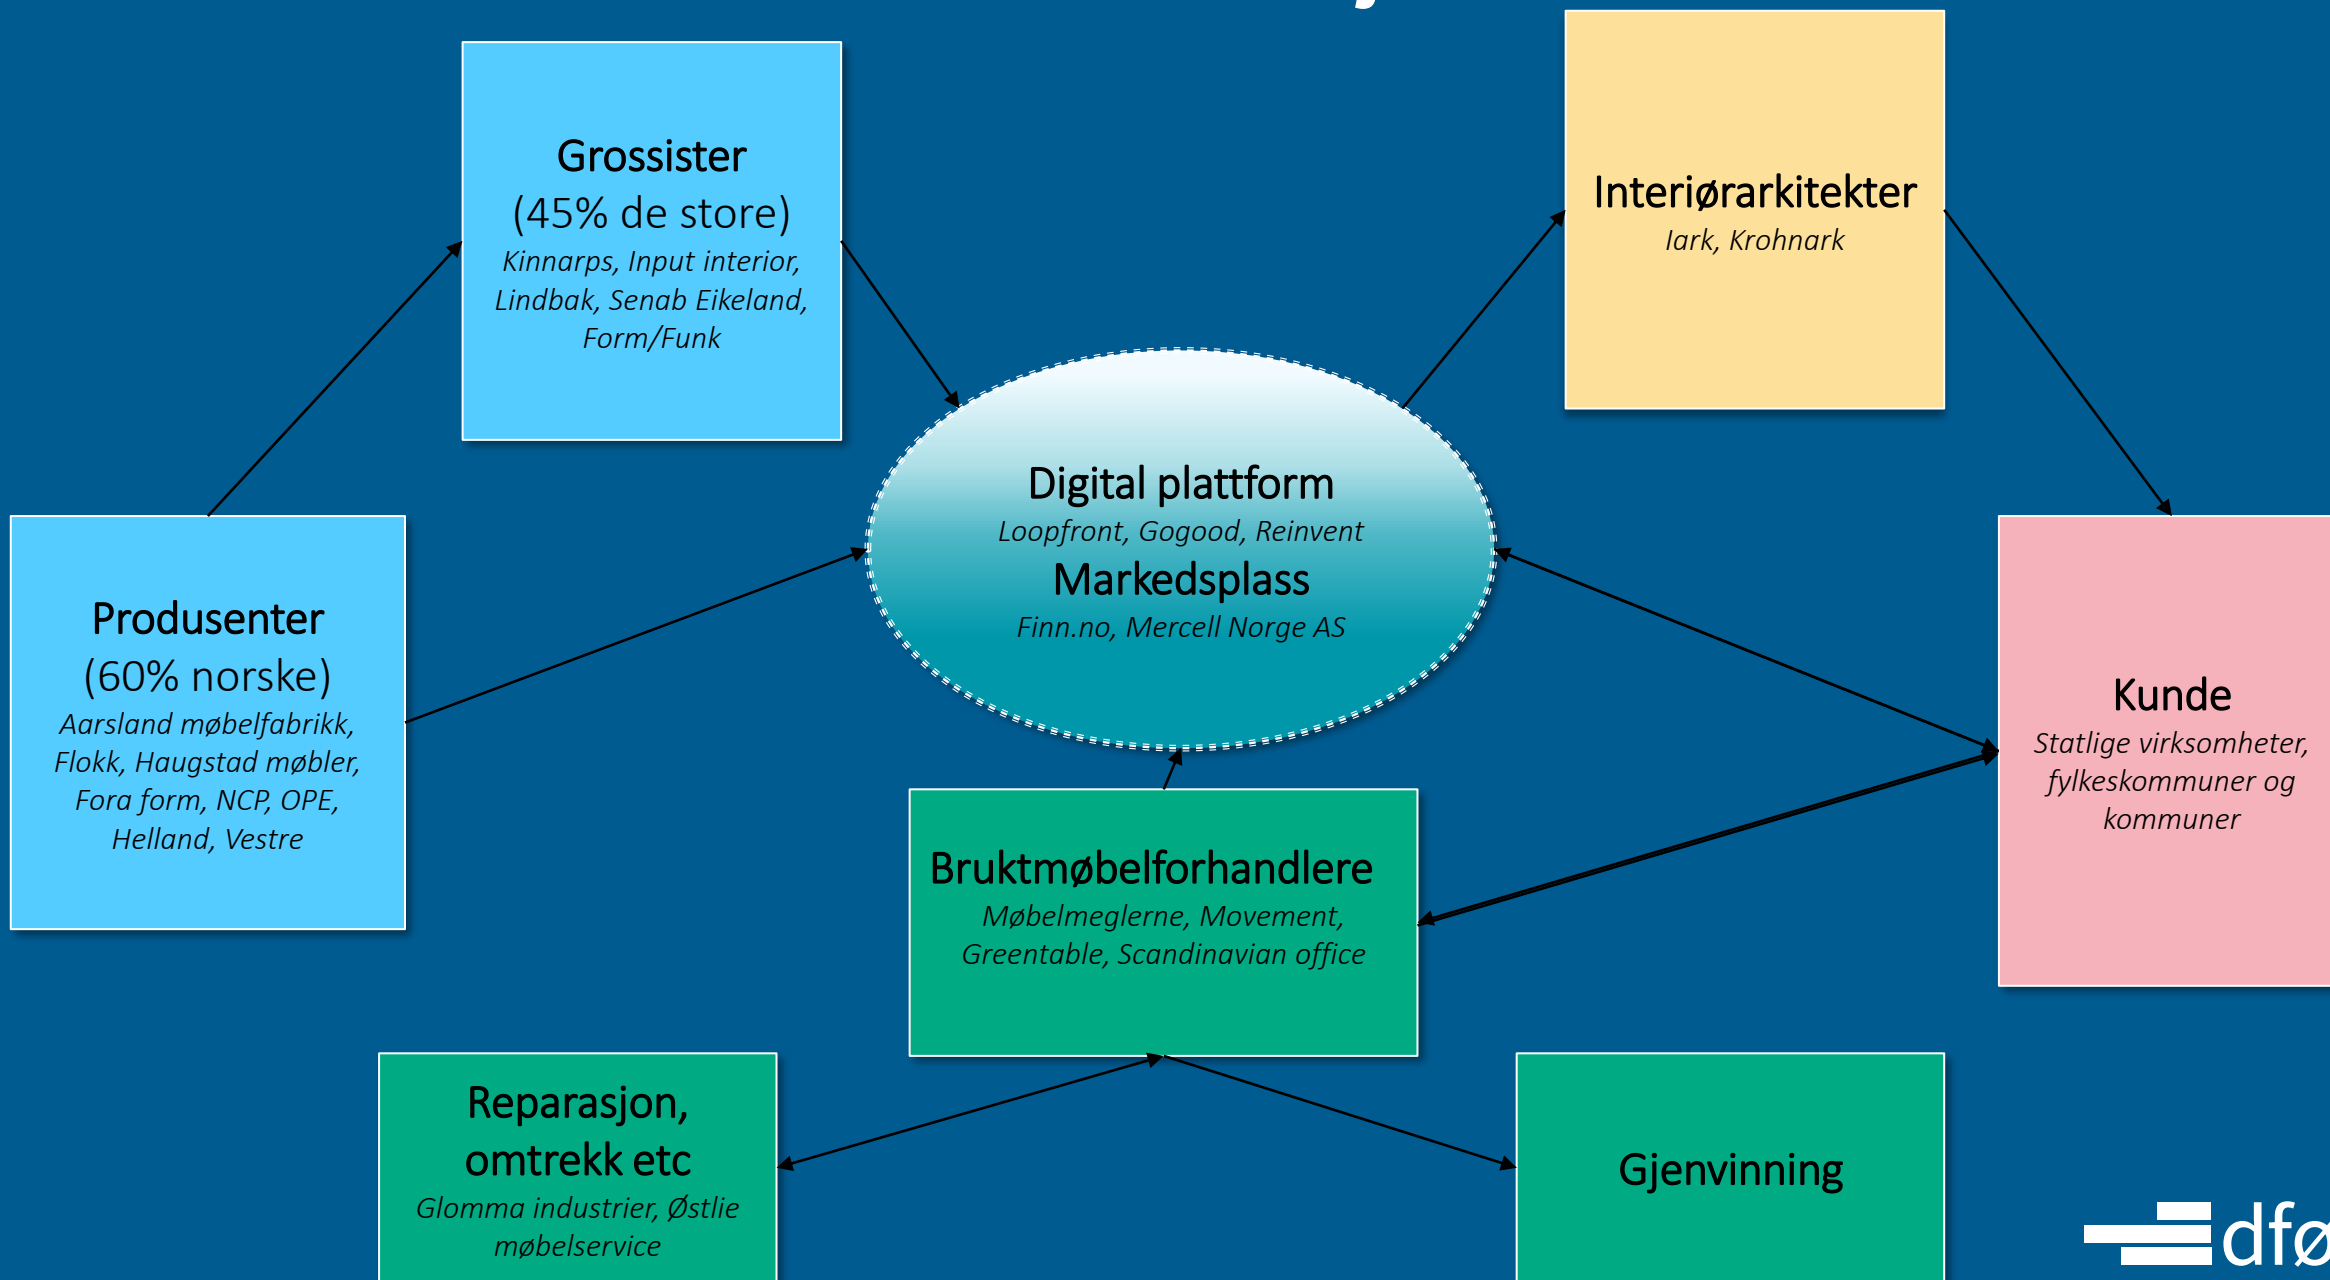 Grossister
(45% de store)
Kinnarps, Input interior,
Lindbak, Senab Eikeland,
Form/Funk
Interiørarkitekter
Iark, Krohnark
Digital plattform
Loopfront, Gogood, Reinvent
Markedsplass
Finn.no, Mercell Norge AS
Produsenter
(60% norske)
Aarsland møbelfabrikk,
Flokk, Haugstad møbler,
Fora form, NCP, OPE,
Helland, Vestre
Kunde
Statlige virksomheter,
fylkeskommuner og
kommuner
Bruktmøbelforhandlere
Møbelmeglerne, Movement,
Greentable, Scandinavian office
Reparasjon,
omtrekk etc
Glomma industrier, Østlie
møbelservice
Gjenvinning
dfø